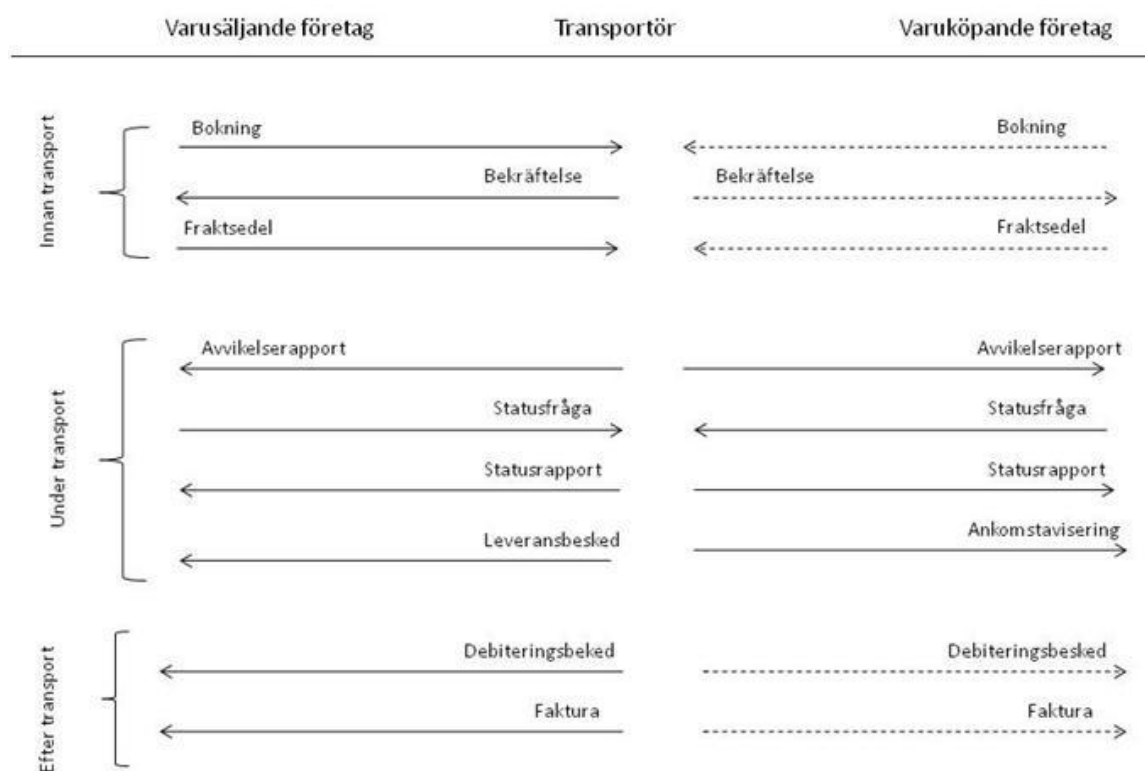 Varusäljande företag Transportör Varuköpande företag
Innan transport
Bokning Bokning
Bekräftelse Bekräftelse
Fraktsedel Fraktsedel
Under transport
Avvikelserapport Avvikelserapport
Statusfråga Statusfråga
Statusrapport Statusrapport
Leveransbesked Ankomstavisering
Efter transport
Debiteringsbeked Debiteringsbesked
Faktura Faktura